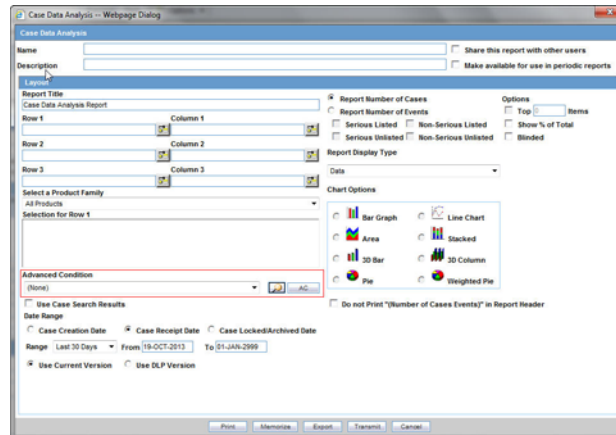 Case Data Analysis -- Webpage Dialog
Case Data Analysis
Name
Share this report with other users
Description
Make available for use in periodic reports
Layout
Report Title
Case Data Analysis Report
Row 1 Column 1
Row 2 Column 2
Row 3 Column 3
Select a Product Family
All Products
Selection for Row 1
Advanced Condition
(None) AC
Use Case Search Results
Date Range
Case Creation Date Case Receipt Date Case Locked/Archived Date
Range Last 30 Days From 19-OCT-2013 To 01-JAN-2999
Use Current Version Use DLP Version
Report Number of Cases
Report Number of Events
Serious Listed Non-Serious Listed
Serious Unlisted Non-Serious Unlisted
Options
Top 0 Items
Show % of Total
Blinded
Report Display Type
Data
Chart Options
Bar Graph Line Chart
Area Stacked
3D Bar 3D Column
Pie Weighted Pie
Do not Print "(Number of Cases Events)" in Report Header
Print Memorize Export Transmit Cancel